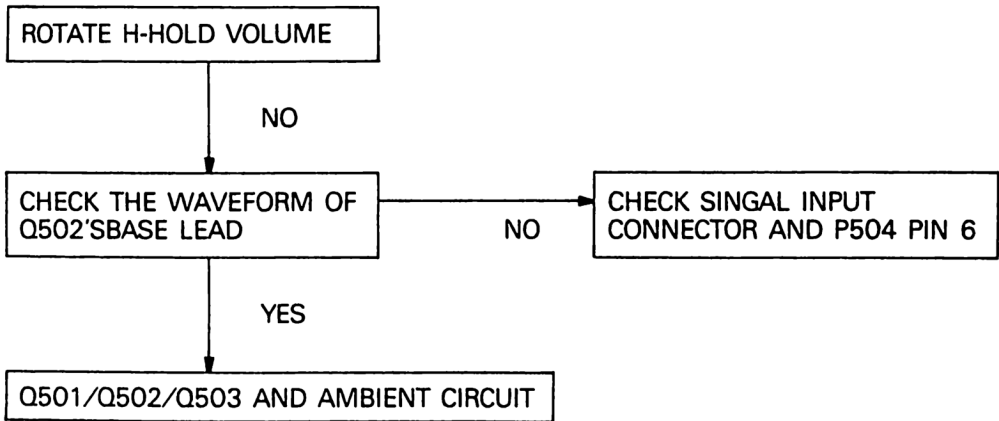 ROTATE H-HOLD VOLUME
NO
CHECK THE WAVEFORM OF
Q502'SBASE LEAD
NO
CHECK SINGAL INPUT
CONNECTOR AND P504 PIN 6
YES
Q501/Q502/Q503 AND AMBIENT CIRCUIT